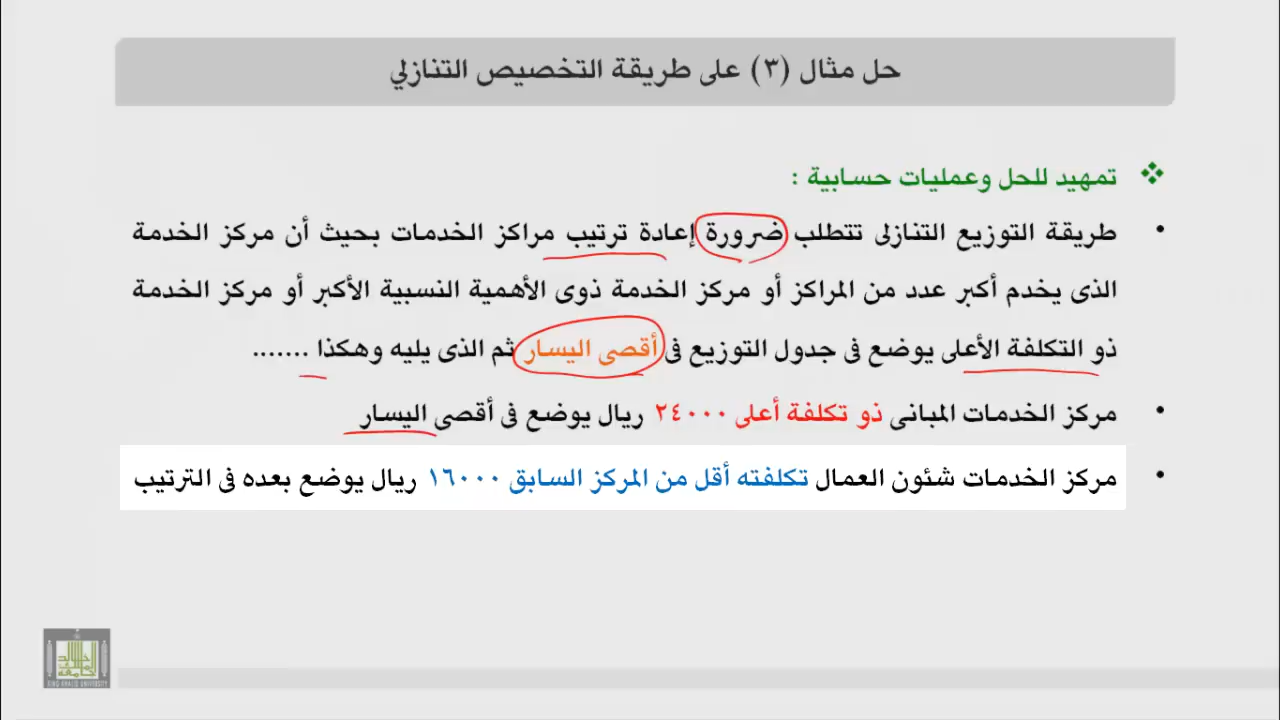 حل مثال (٣) على طريقة التخصيص التنازلي
تمهيد للحل وعمليات حسابية :
طريقة التوزيع التنازلى تتطلب ضرورة إعادة ترتيب مراكز الخدمات بحيث أن مركز الخدمة
الذى يخدم أكبر عدد من المراكز أو مركز الخدمة ذوى الأهمية النسبية الأكبر أو مركز الخدمة
ذو التكلفة الأعلى يوضع فى جدول التوزيع فى أقصى اليسار ثم الذى يليه وهكذا .......
مركز الخدمات المبانى ذو تكلفة أعلى ٢٤٠٠٠ ريال يوضع فى أقصى اليسار
مركز الخدمات شئون العمال تكلفته أقل من المركز السابق ١٦٠٠٠ ريال يوضع بعده فى الترتيب
KING KHALID UNIVERSITY